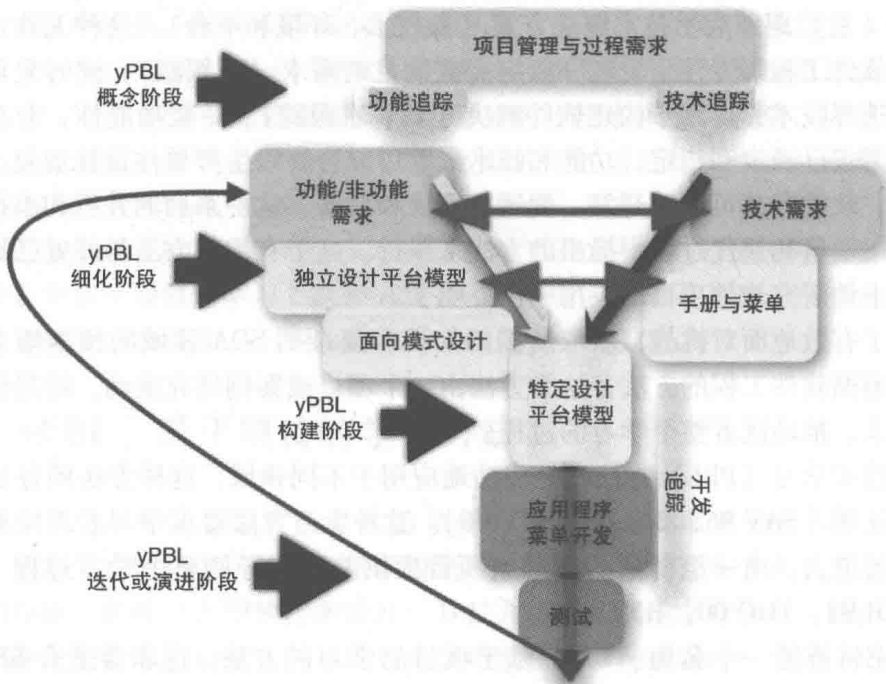 项目管理与过程需求
yPBL
概念阶段
功能追踪
技术追踪
功能/非功能
需求
技术需求
yPBL
细化阶段
独立设计平台模型
手册与菜单
面向模式设计
yPBL
构建阶段
特定设计
平台模型
开发
追踪
应用程序
菜单开发
yPBL
迭代或演进阶段
测试